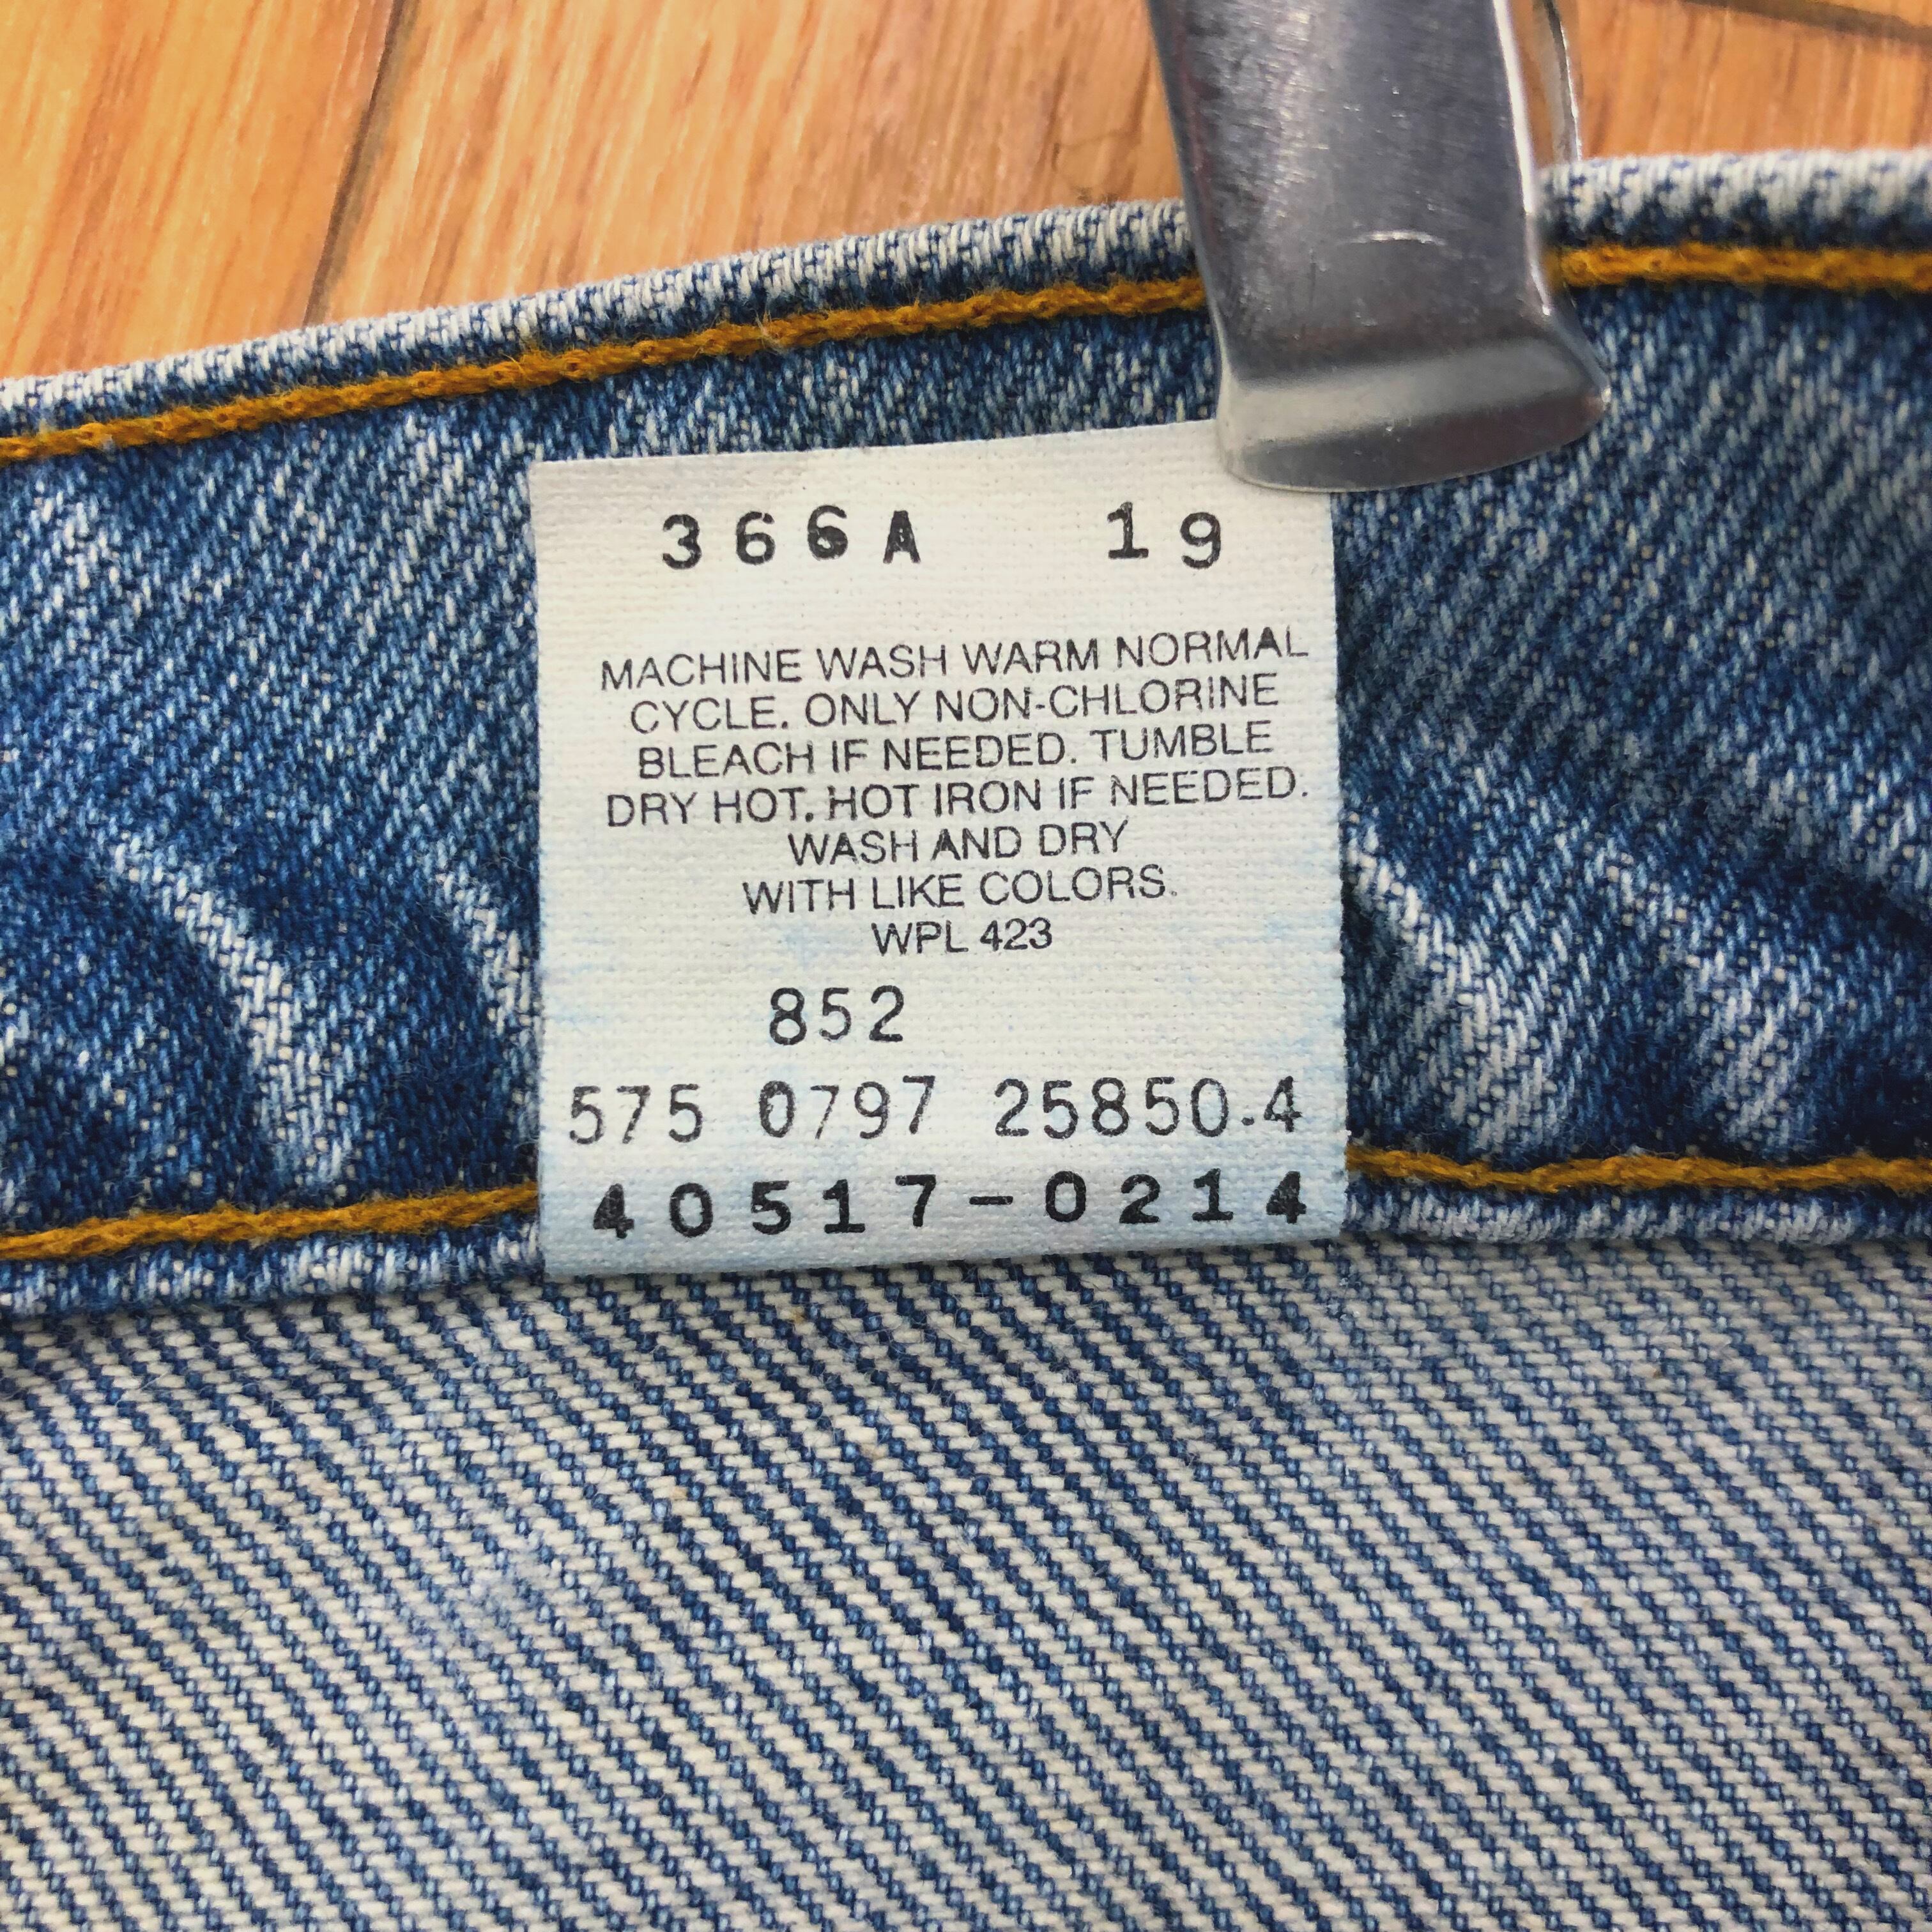 366A 19
MACHINE WASH WARM NORMAL
CYCLE. ONLY NON-CHLORINE
BLEACH IF NEEDED. TUMBLE
DRY HOT. HOT IRON IF NEEDED.
WASH AND DRY
WITH LIKE COLORS.
WPL 423
852
575 0797 25850.4
40517-0214